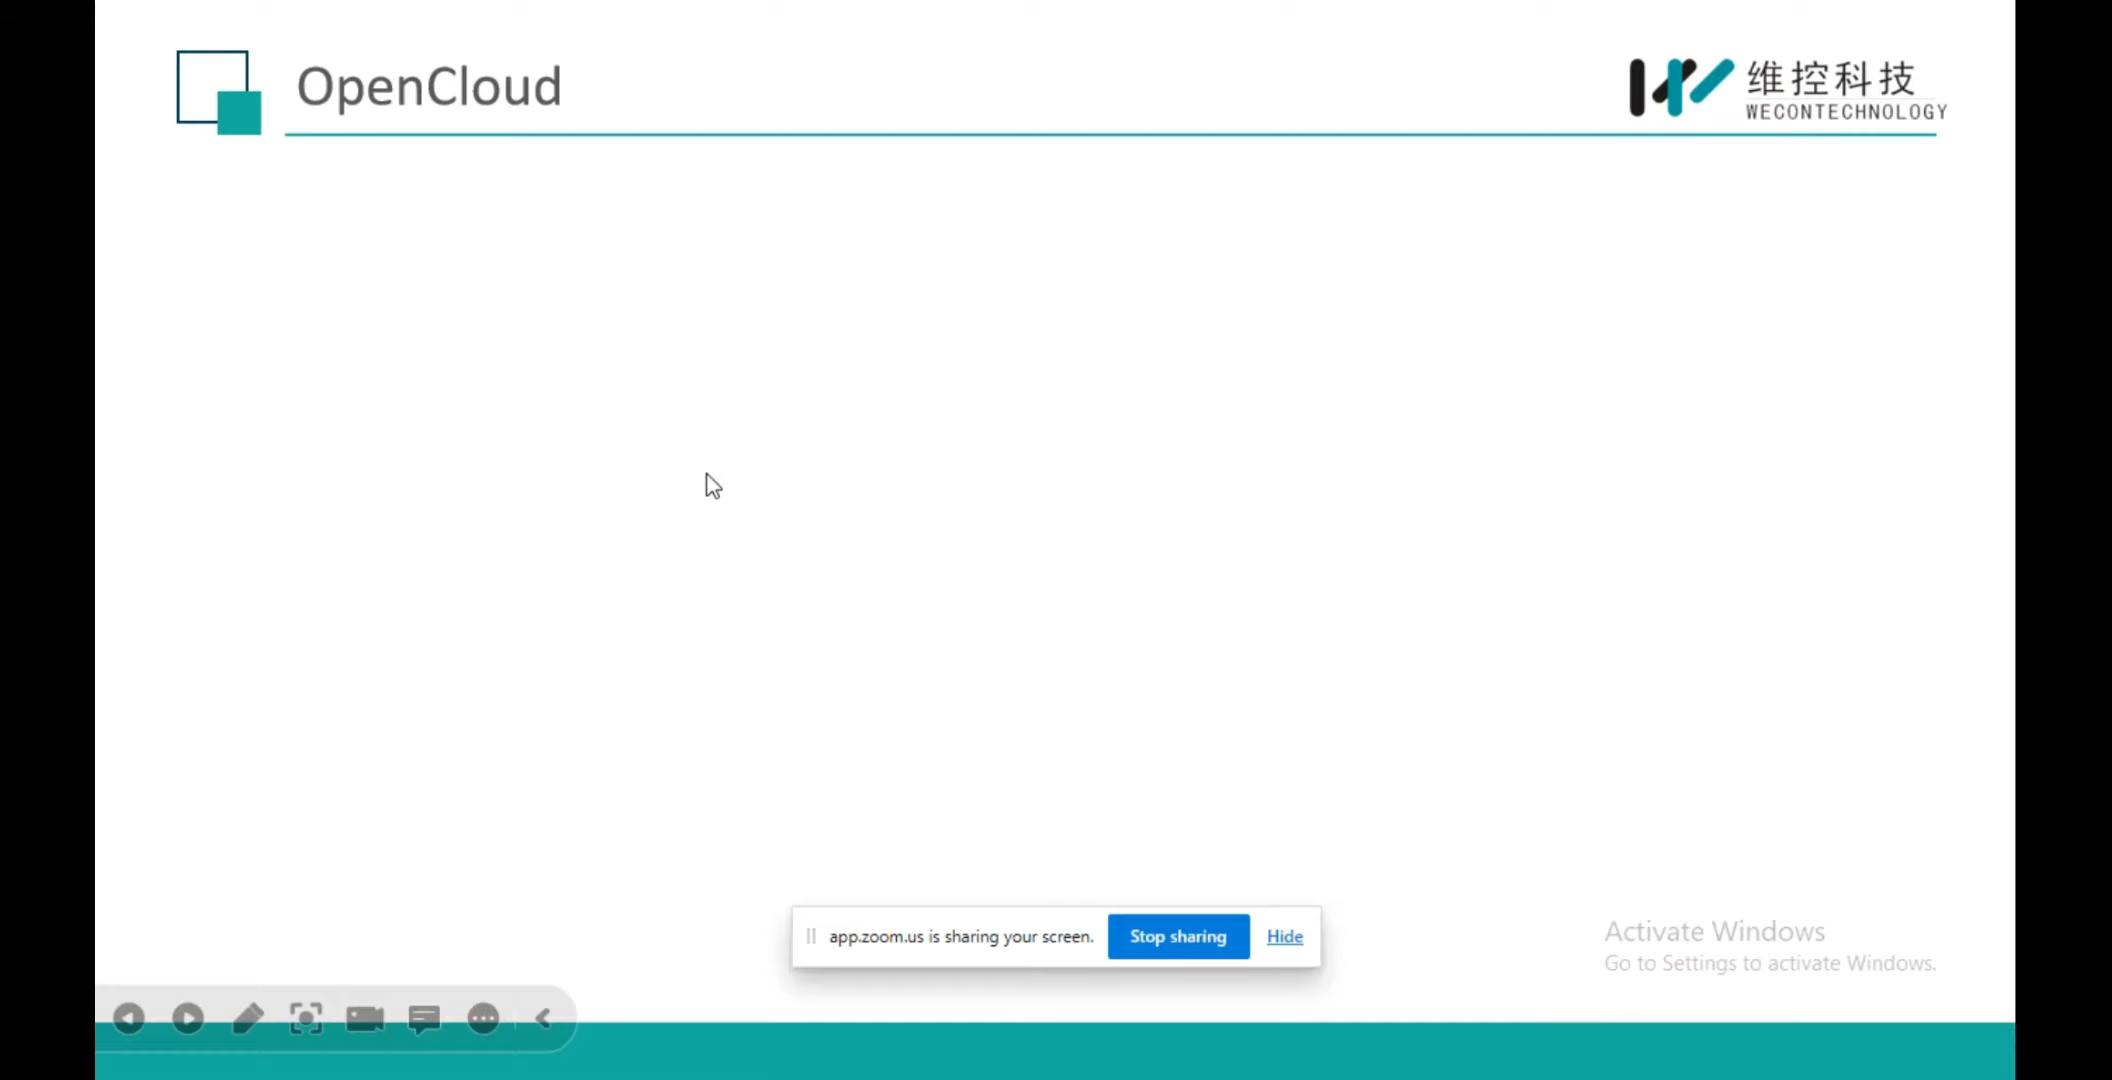 OpenCloud
维控科技
WECONTECHNOLOGY
app.zoom.us is sharing your screen. Stop sharing Hide
Activate Windows
Go to Settings to activate Windows.